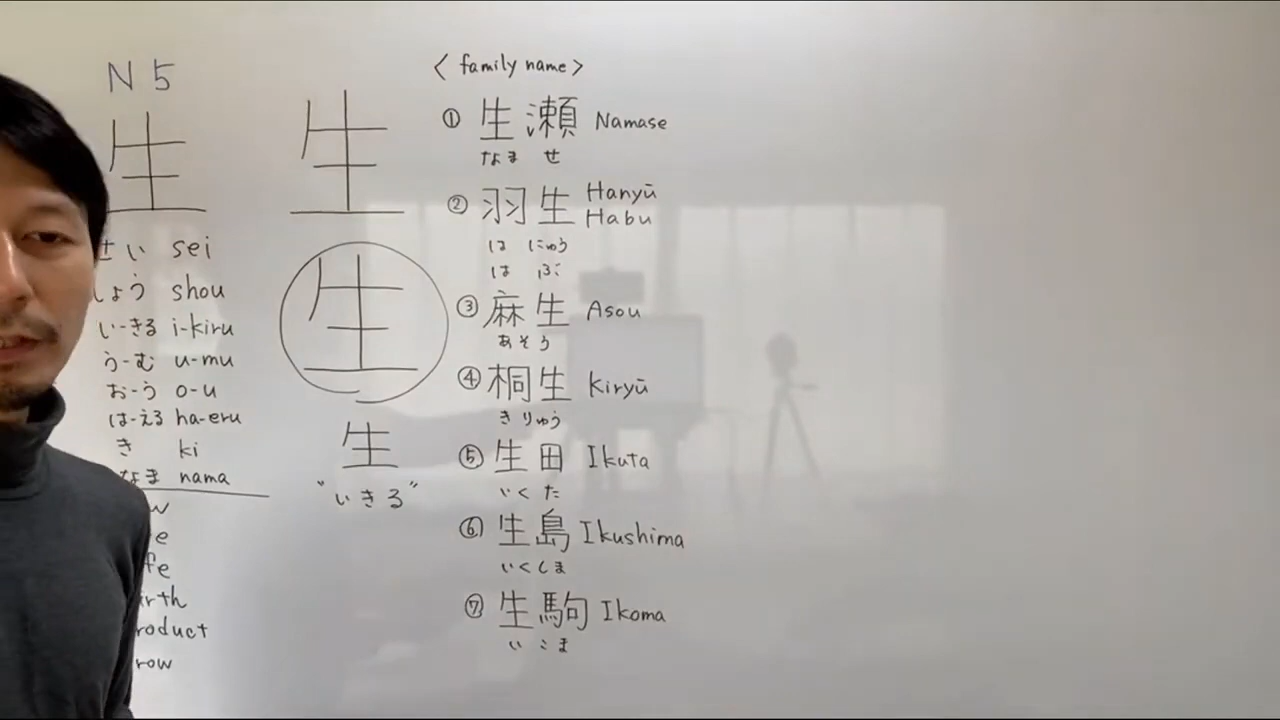 N5
生
せい sei
しょう shou
い-きる i-kiru
う-む u-mu
お-う o-u
は-える ha-eru
き ki
なま nama
生
生
生
"いきる"
< family name >
① 生瀬 Namase
なま せ
② 羽生 Hanyū
Habu
は にゅう
は ぶ
③ 麻生 Asou
あそう
④ 桐生 Kiryū
きりゅう
⑤ 生田 Ikuta
いくた
⑥ 生島 Ikushima
いくしま
⑦ 生駒 Ikoma
い こま